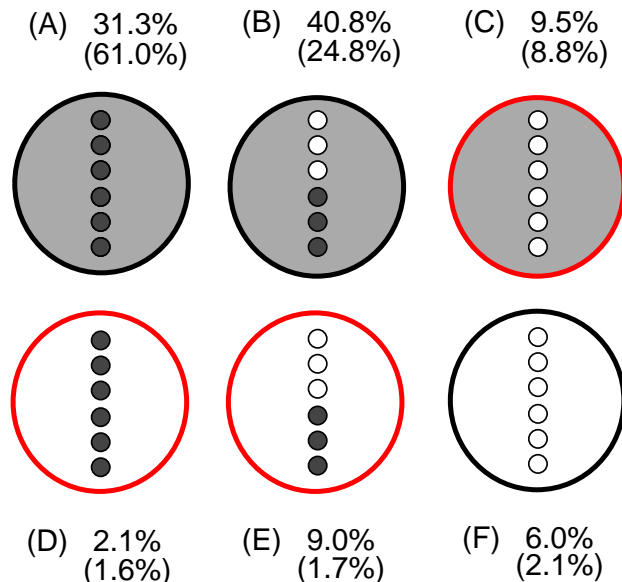 (A) 31.3%
(61.0%)
(B) 40.8%
(24.8%)
(C) 9.5%
(8.8%)
(D) 2.1%
(1.6%)
(E) 9.0%
(1.7%)
(F) 6.0%
(2.1%)